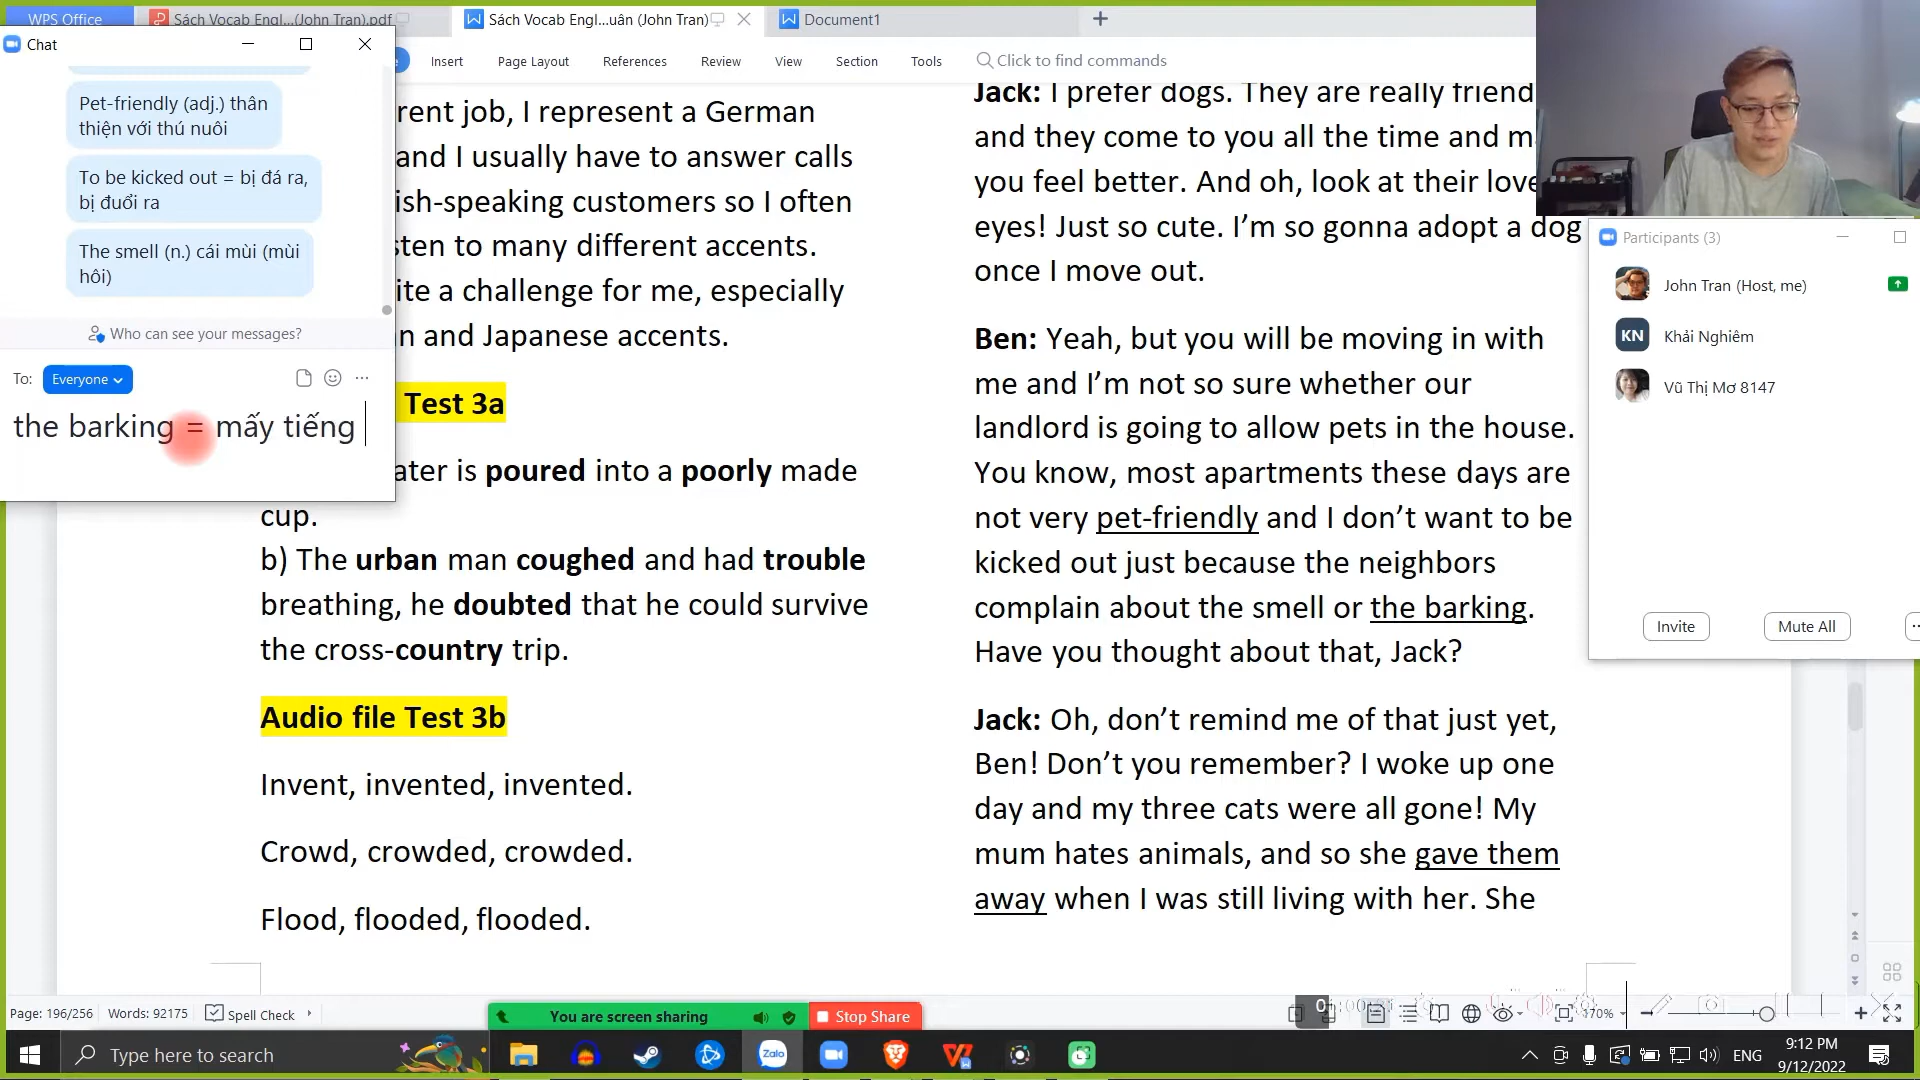 WPS Office
Sách Vocab Engl...(John Tran).pdf
Sách Vocab Engl...uân (John Tran)
Document1
Chat
Insert
Page Layout
References
Review
View
Section
Tools
Click to find commands
Pet-friendly (adj.) thân
thiện với thú nuôi
To be kicked out = bị đá ra,
bị đuổi ra
The smell (n.) cái mùi (mùi
hôi)
Who can see your messages?
To: Everyone
the barking = mấy tiếng
rent job, I represent a German
and I usually have to answer calls
ish-speaking customers so I often
sten to many different accents.
ite a challenge for me, especially
n and Japanese accents.
Test 3a
ater is poured into a poorly made
cup.
b) The urban man coughed and had trouble
breathing, he doubted that he could survive
the cross-country trip.
Audio file Test 3b
Invent, invented, invented.
Crowd, crowded, crowded.
Flood, flooded, flooded.
Jack: I prefer dogs. They are really friend
and they come to you all the time and m
you feel better. And oh, look at their love
eyes! Just so cute. I’m so gonna adopt a dog
once I move out.
Ben: Yeah, but you will be moving in with
me and I’m not so sure whether our
landlord is going to allow pets in the house.
You know, most apartments these days are
not very pet-friendly and I don’t want to be
kicked out just because the neighbors
complain about the smell or the barking.
Have you thought about that, Jack?
Jack: Oh, don’t remind me of that just yet,
Ben! Don’t you remember? I woke up one
day and my three cats were all gone! My
mum hates animals, and so she gave them
away when I was still living with her. She
Participants (3)
John Tran (Host, me)
KN Khải Nghiêm
Vũ Thị Mơ 8147
Invite
Mute All
Page: 196/256
Words: 92175
Spell Check
You are screen sharing
Stop Share
170%
Type here to search
Zalo
ENG
9:12 PM
9/12/2022